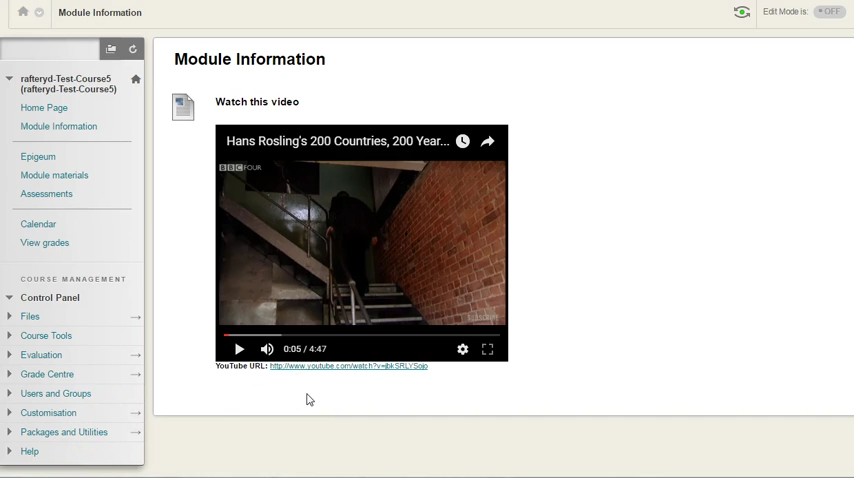 Module Information
Edit Mode is:
OFF
rafteryd-Test-Course5
(rafteryd-Test-Course5)
Home Page
Module Information
Epigeum
Module materials
Assessments
Calendar
View grades
COURSE MANAGEMENT
Control Panel
Files
Course Tools
Evaluation
Grade Centre
Users and Groups
Customisation
Packages and Utilities
Help
Module Information
Watch this video
Hans Rosling's 200 Countries, 200 Year...
BBC FOUR
0:05 / 4:47
YouTube URL: http://www.youtube.com/watch?v=jbkSRLYSojo